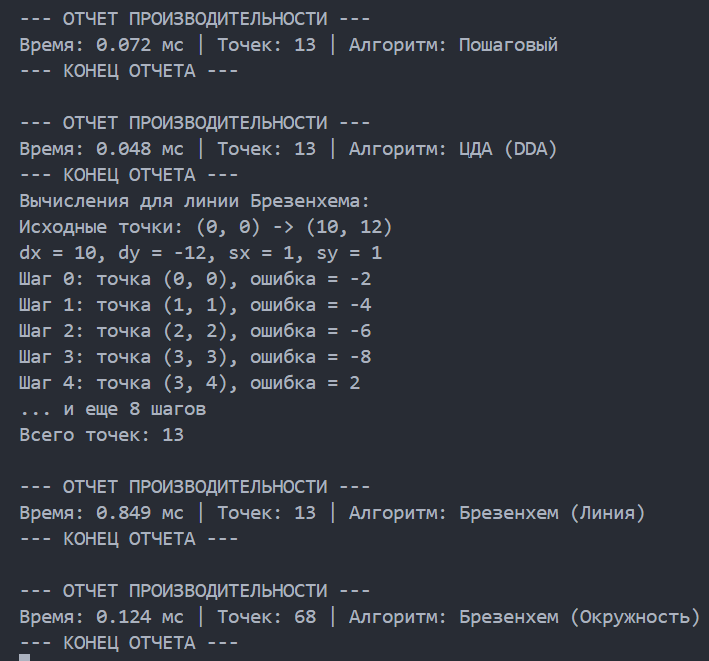 --- ОТЧЕТ ПРОИЗВОДИТЕЛЬНОСТИ ---
Время: 0.072 мс | Точек: 13 | Алгоритм: Пошаговый
--- КОНЕЦ ОТЧЕТА ---
--- ОТЧЕТ ПРОИЗВОДИТЕЛЬНОСТИ ---
Время: 0.048 мс | Точек: 13 | Алгоритм: ЦДА (DDA)
--- КОНЕЦ ОТЧЕТА ---
Вычисления для линии Брезенхема:
Исходные точки: (0, 0) -> (10, 12)
dx = 10, dy = -12, sx = 1, sy = 1
Шаг 0: точка (0, 0), ошибка = -2
Шаг 1: точка (1, 1), ошибка = -4
Шаг 2: точка (2, 2), ошибка = -6
Шаг 3: точка (3, 3), ошибка = -8
Шаг 4: точка (3, 4), ошибка = 2
... и еще 8 шагов
Всего точек: 13
--- ОТЧЕТ ПРОИЗВОДИТЕЛЬНОСТИ ---
Время: 0.849 мс | Точек: 13 | Алгоритм: Брезенхем (Линия)
--- КОНЕЦ ОТЧЕТА ---
--- ОТЧЕТ ПРОИЗВОДИТЕЛЬНОСТИ ---
Время: 0.124 мс | Точек: 68 | Алгоритм: Брезенхем (Окружность)
--- КОНЕЦ ОТЧЕТА ---